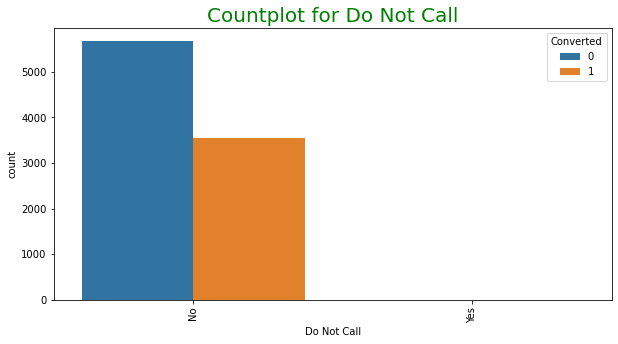 Countplot for Do Not Call
Converted
0
1
count
5000
4000
3000
2000
1000
0
No
Yes
Do Not Call